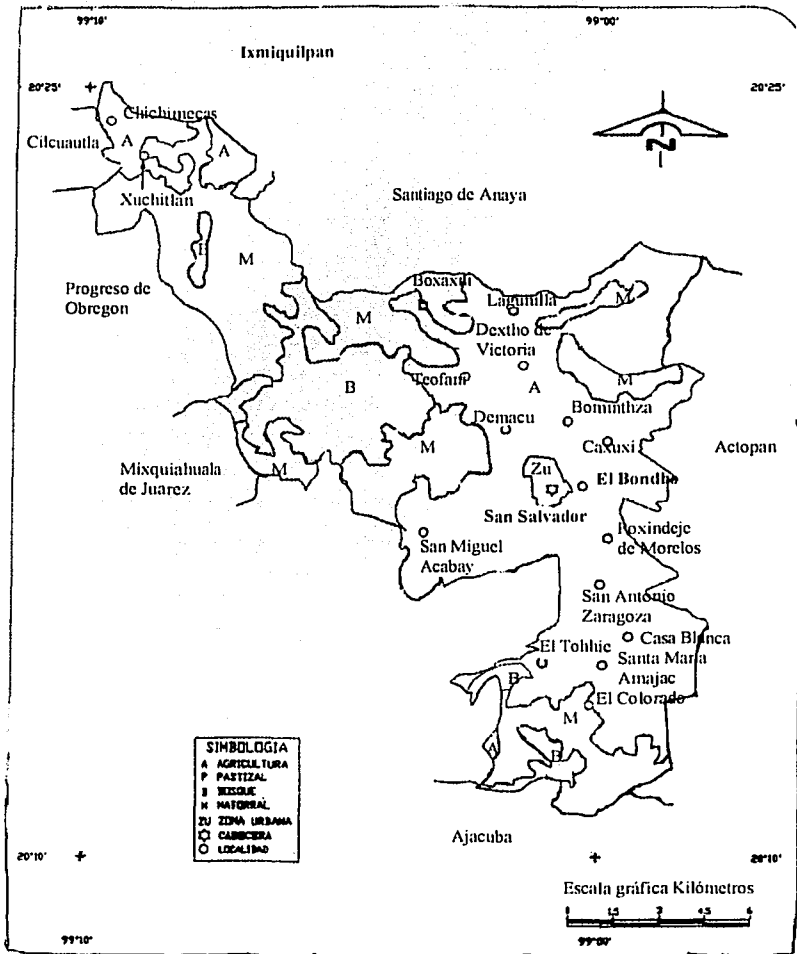 99°10'
99°00'
Ixmiquilpan
20°25'
20°25'
Chichimecas
Cilcuautla
A
A
N
Xuchitlan
Santiago de Anaya
M
Progreso de
Obregon
Boxaxni
Lagunilla
M
M
Dextho de
Victoria
Teofani
A
M
B
Bominthza
Demacu
M
Caxuxi
Actopan
Mixquiahuala
de Juarez
M
Zu
El Bondho
San Salvador
San Miguel
Acabay
Poxindeje
de Morelos
San Antonio
Zaragoza
Casa Blanca
El Tohhie
Santa Maria
Amajac
B
El Colorado
M
A
B
SIMBOLOGIA
A AGRICULTURA
P PASTIZAL
B BOSQUE
M MATORRAL
ZU ZONA URBANA
CABECERA
LOCALIDAD
Ajacuba
20°10'
20°10'
Escala gráfica Kilómetros
0 1.5 3 4.5 6
99°10'
99°00'